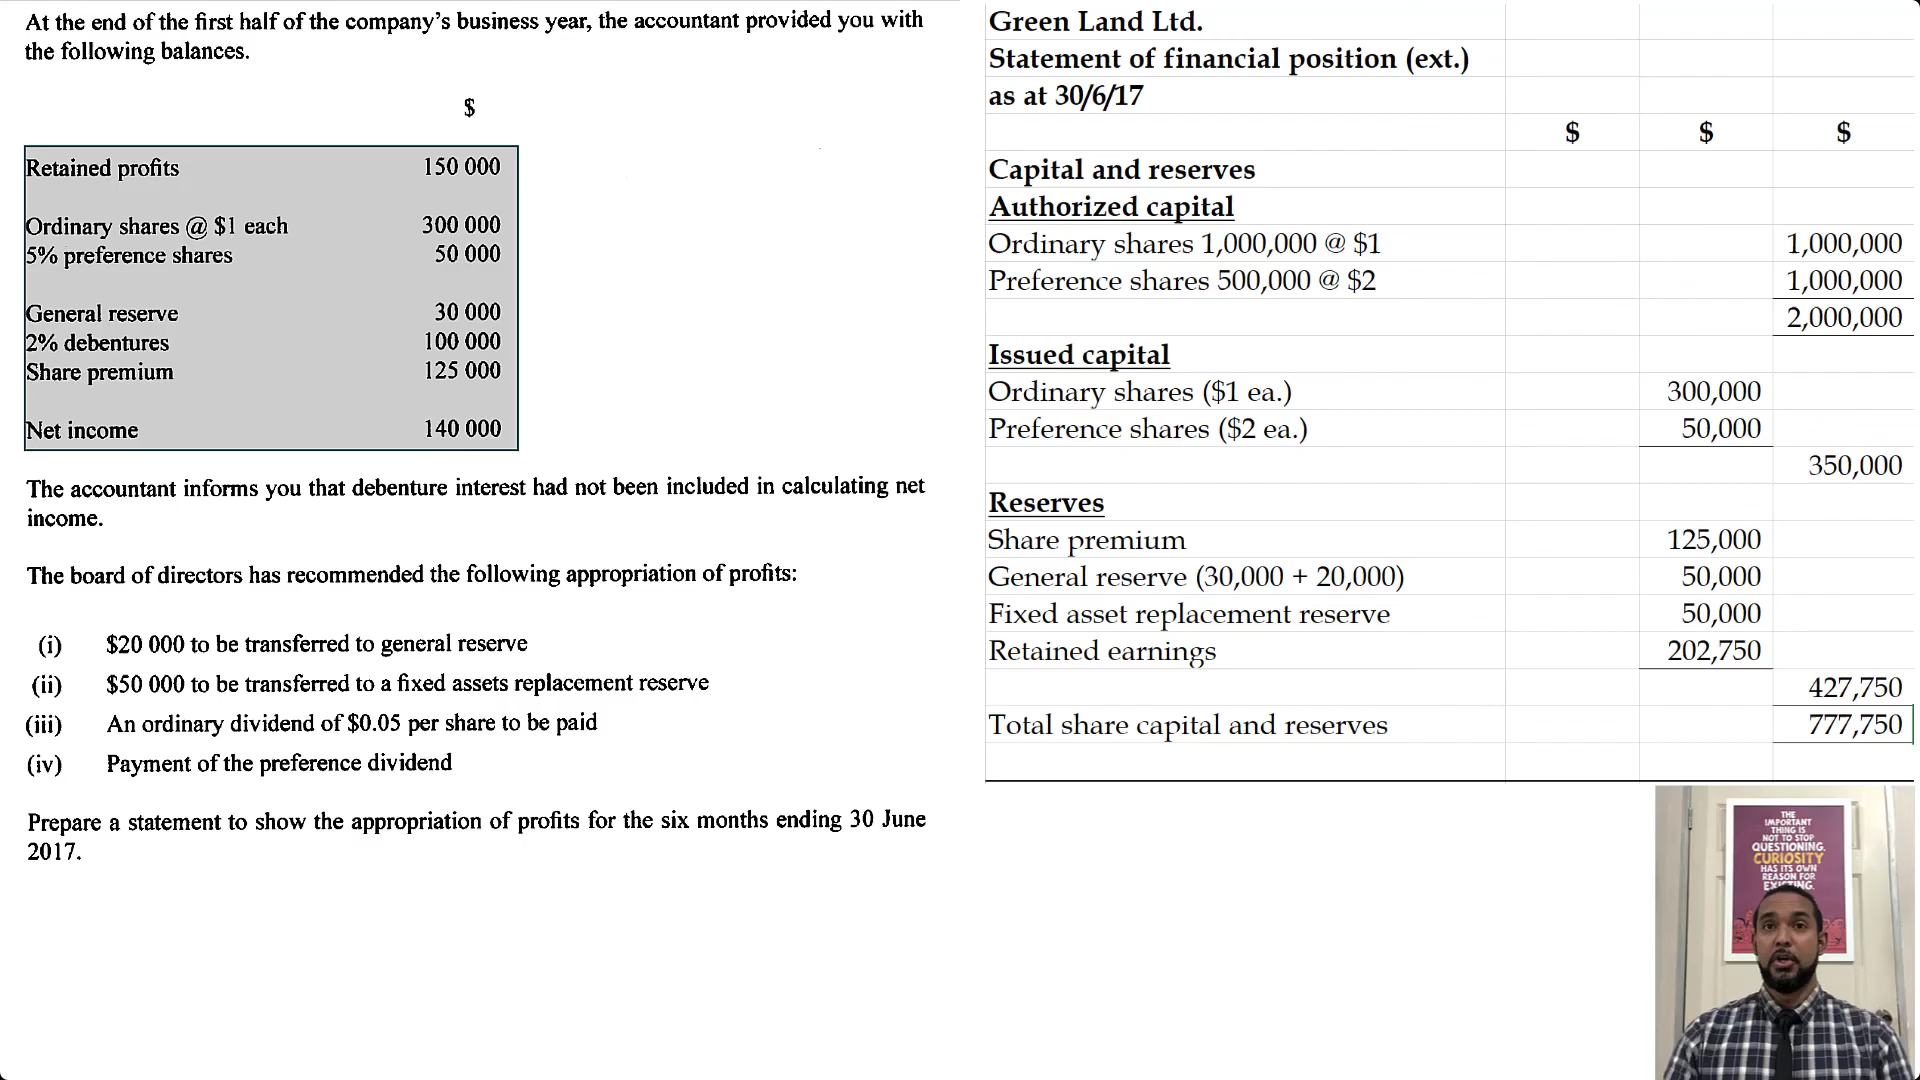 At the end of the first half of the company's business year, the accountant provided you with
the following balances.
$
Retained profits 150 000
Ordinary shares @ $1 each 300 000
5% preference shares 50 000
General reserve 30 000
2% debentures 100 000
Share premium 125 000
Net income 140 000
The accountant informs you that debenture interest had not been included in calculating net
income.
The board of directors has recommended the following appropriation of profits:
(i) $20 000 to be transferred to general reserve
(ii) $50 000 to be transferred to a fixed assets replacement reserve
(iii) An ordinary dividend of $0.05 per share to be paid
(iv) Payment of the preference dividend
Prepare a statement to show the appropriation of profits for the six months ending 30 June
2017.
Green Land Ltd.
Statement of financial position (ext.)
as at 30/6/17
$ $ $
Capital and reserves
Authorized capital
Ordinary shares 1,000,000 @ $1 1,000,000
Preference shares 500,000 @ $2 1,000,000
2,000,000
Issued capital
Ordinary shares ($1 ea.) 300,000
Preference shares ($2 ea.) 50,000
350,000
Reserves
Share premium 125,000
General reserve (30,000 + 20,000) 50,000
Fixed asset replacement reserve 50,000
Retained earnings 202,750
427,750
Total share capital and reserves 777,750
THE
IMPORTANT
THING IS
NOT TO STOP
QUESTIONING.
CURIOSITY
HAS ITS OWN
REASON FOR